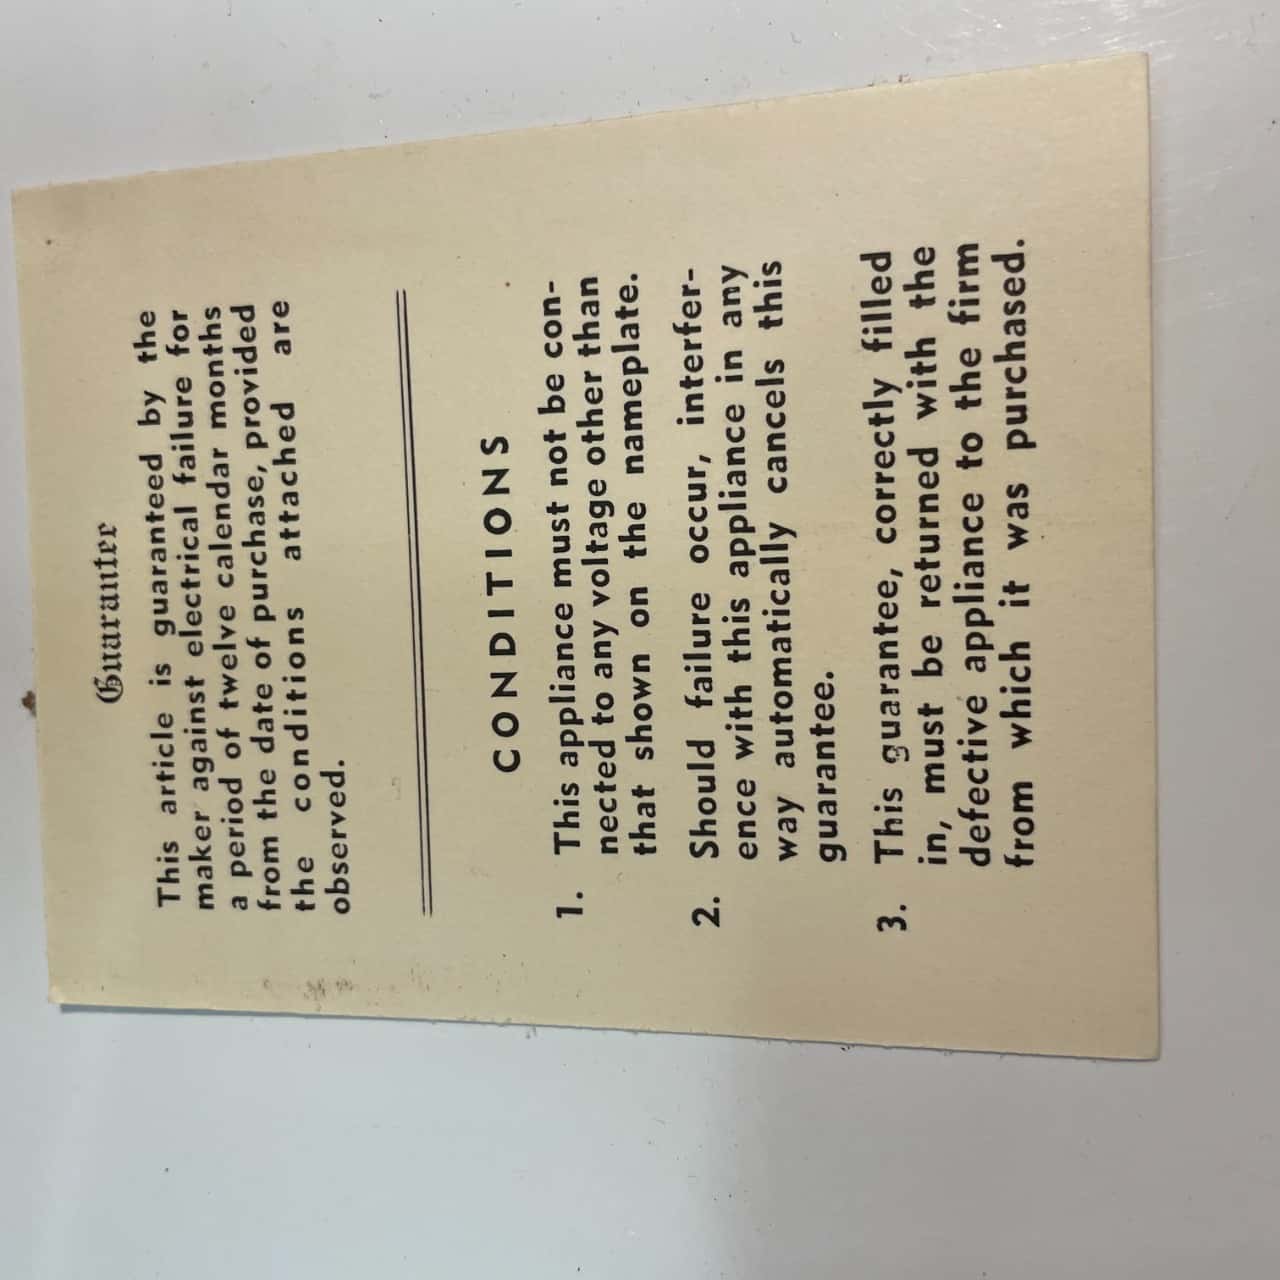 Guarantee
This article is guaranteed by the
maker against electrical failure for
a period of twelve calendar months
from the date of purchase, provided
the conditions attached are
observed.
CONDITIONS
1. This appliance must not be con-
nected to any voltage other than
that shown on the nameplate.
2. Should failure occur, interfer-
ence with this appliance in any
way automatically cancels this
guarantee.
3. This guarantee, correctly filled
in, must be returned with the
defective appliance to the firm
from which it was purchased.